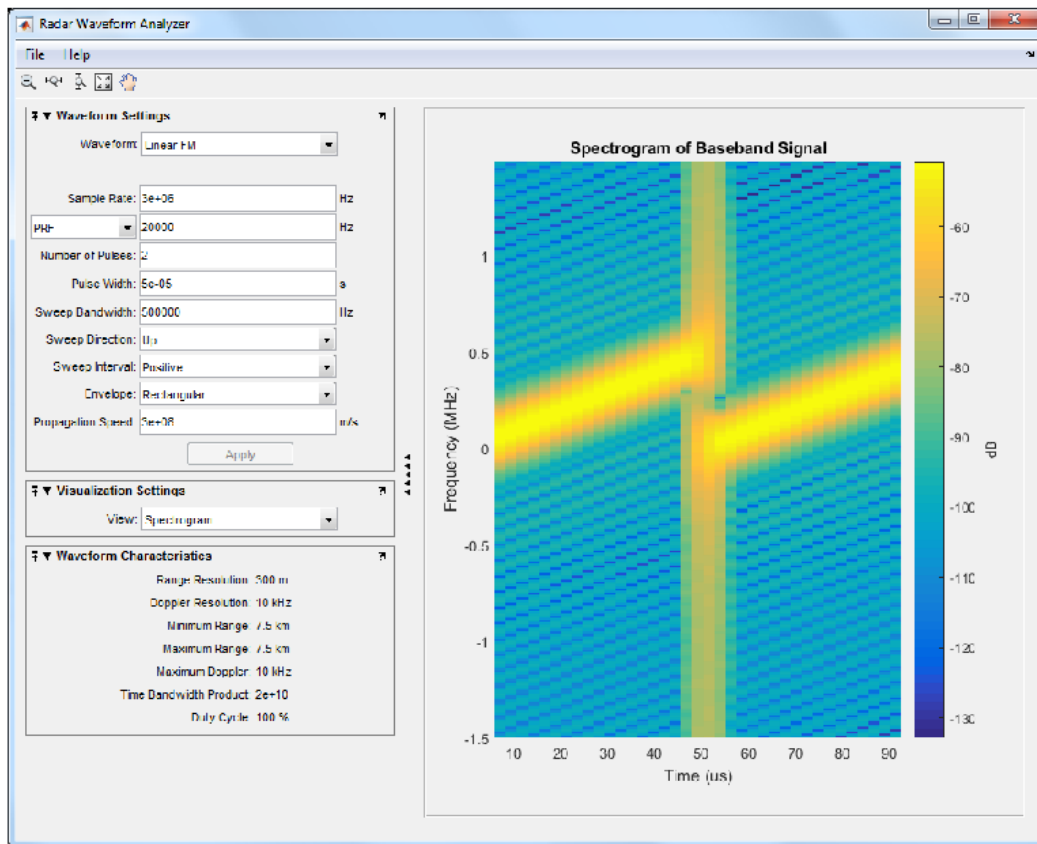 Radar Waveform Analyzer
File Help
Waveform Settings
Waveform: Linear FM
Sample Rate: 3e+06 Hz
PRF 20000 Hz
Number of Pulses: 2
Pulse Width: 5e-05 s
Sweep Bandwidth: 500000 Hz
Sweep Direction: Up
Sweep Interval: Positive
Envelope: Rectangular
Propagation Speed: 3e+08 m/s
Apply
Visualization Settings
View: Spectrogram
Waveform Characteristics
Range Resolution: 300 m
Doppler Resolution: 10 kHz
Minimum Range: 7.5 km
Maximum Range: 7.5 km
Maximum Doppler: 10 kHz
Time Bandwidth Product: 2e+10
Duty Cycle: 100 %
Spectrogram of Baseband Signal
Frequency (MHz)
1
0.5
0
-0.5
-1
-1.5
10 20 30 40 50 60 70 80 90
Time (us)
-60
-70
-80
-90
-100
-110
-120
-130
dB